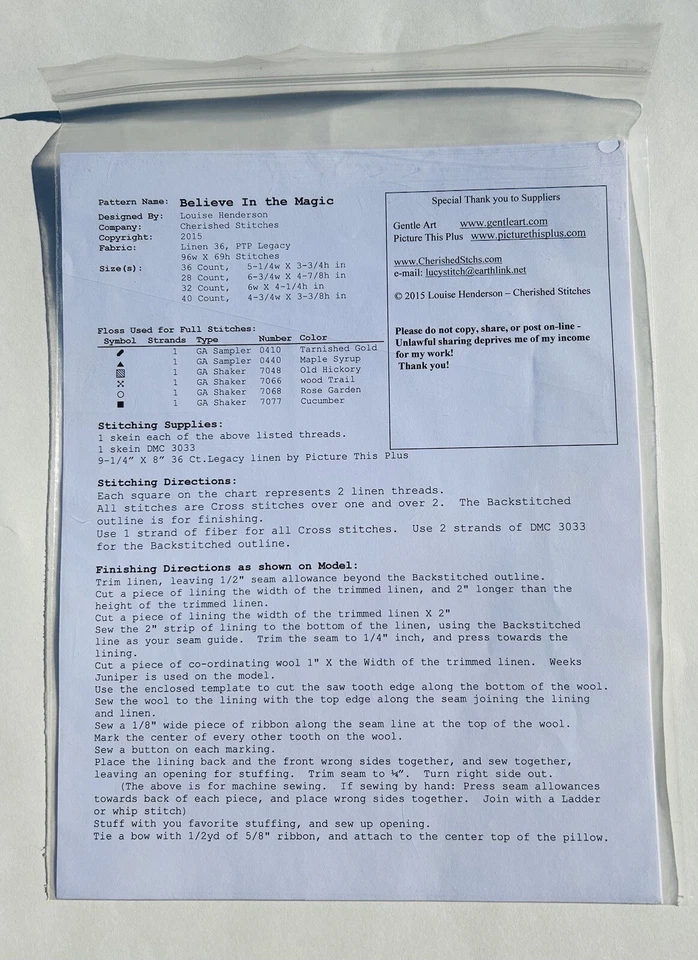 Pattern Name: Believe In the Magic
Designed By: Louise Henderson
Company: Cherished Stitches
Copyright: 2015
Fabric: Linen 36, PTP Legacy
96w X 69h Stitches
Size(s): 36 Count, 5-1/4w X 3-3/4h in
28 Count, 6-3/4w X 4-7/8h in
32 Count, 6w X 4-1/4h in
40 Count, 4-3/4w X 3-3/8h in
Special Thank you to Suppliers
Gentle Art www.gentleart.com
Picture This Plus www.picturethisplus.com
www.CherishedStchs.com
e-mail: lucystitch@earthlink.net
© 2015 Louise Henderson – Cherished Stitches
Please do not copy, share, or post on-line -
Unlawful sharing deprives me of my income
for my work!
Thank you!
Floss Used for Full Stitches:
Symbol Strands Type Number Color
1 GA Sampler 0410 Tarnished Gold
1 GA Sampler 0440 Maple Syrup
1 GA Shaker 7048 Old Hickory
1 GA Shaker 7066 wood Trail
1 GA Shaker 7068 Rose Garden
1 GA Shaker 7077 Cucumber
Stitching Supplies:
1 skein each of the above listed threads.
1 skein DMC 3033
9-1/4" X 8" 36 Ct.Legacy linen by Picture This Plus
Stitching Directions:
Each square on the chart represents 2 linen threads.
All stitches are Cross stitches over one and over 2. The Backstitched
outline is for finishing.
Use 1 strand of fiber for all Cross stitches. Use 2 strands of DMC 3033
for the Backstitched outline.
Finishing Directions as shown on Model:
Trim linen, leaving 1/2" seam allowance beyond the Backstitched outline.
Cut a piece of lining the width of the trimmed linen, and 2" longer than the
height of the trimmed linen.
Cut a piece of lining the width of the trimmed linen X 2"
Sew the 2" strip of lining to the bottom of the linen, using the Backstitched
line as your seam guide. Trim the seam to 1/4" inch, and press towards the
lining.
Cut a piece of co-ordinating wool 1" X the Width of the trimmed linen. Weeks
Juniper is used on the model.
Use the enclosed template to cut the saw tooth edge along the bottom of the wool.
Sew the wool to the lining with the top edge along the seam joining the lining
and linen.
Sew a 1/8" wide piece of ribbon along the seam line at the top of the wool.
Mark the center of every other tooth on the wool.
Sew a button on each marking.
Place the lining back and the front wrong sides together, and sew together,
leaving an opening for stuffing. Trim seam to ¼". Turn right side out.
(The above is for machine sewing. If sewing by hand: Press seam allowances
towards back of each piece, and place wrong sides together. Join with a Ladder
or whip stitch)
Stuff with you favorite stuffing, and sew up opening.
Tie a bow with 1/2yd of 5/8" ribbon, and attach to the center top of the pillow.